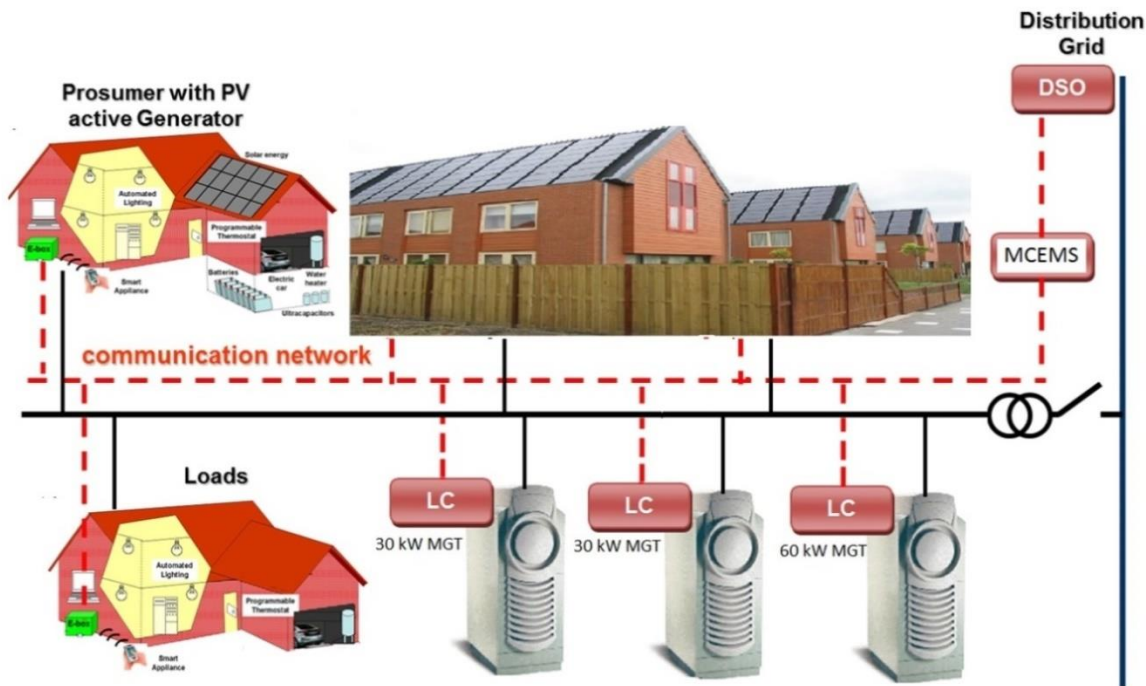 Distribution
Grid
DSO
Prosumer with PV
active Generator
Solar energy
Automated
Lighting
Programmable
Thermostat
E-box
MCEMS
Smart
Appliance
Batteries
Electric
car
Water
heater
Ultracapacitors
communication network
Loads
LC
LC
LC
30 kW MGT
30 kW MGT
60 kW MGT
Automated
Lighting
Programmable
Thermostat
E-box
Smart
Appliance